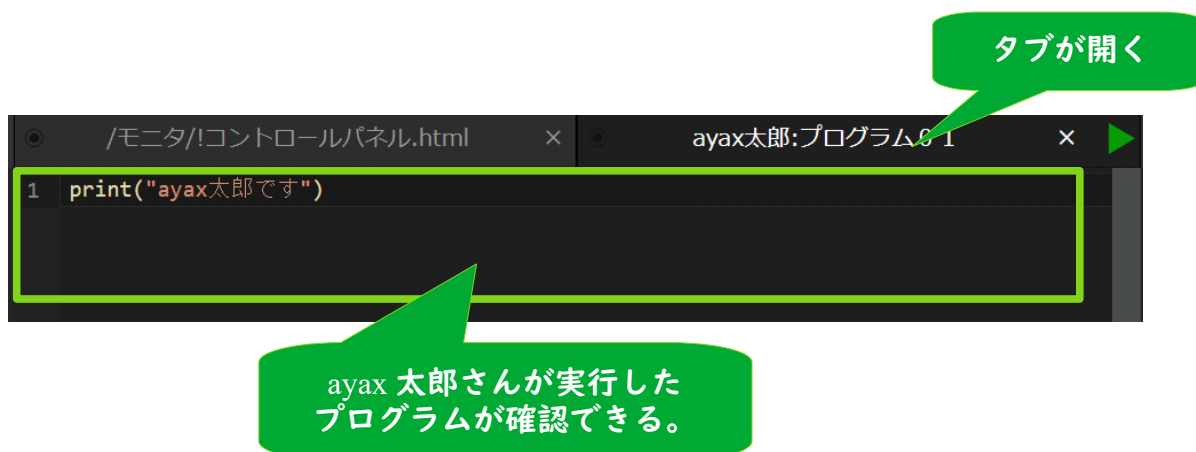 タブが開く
/モニタ/!コントロールパネル.html × ayax太郎:プログラム 0 1 ×
1 print("ayax太郎です")
ayax 太郎さんが実行した
プログラムが確認できる。